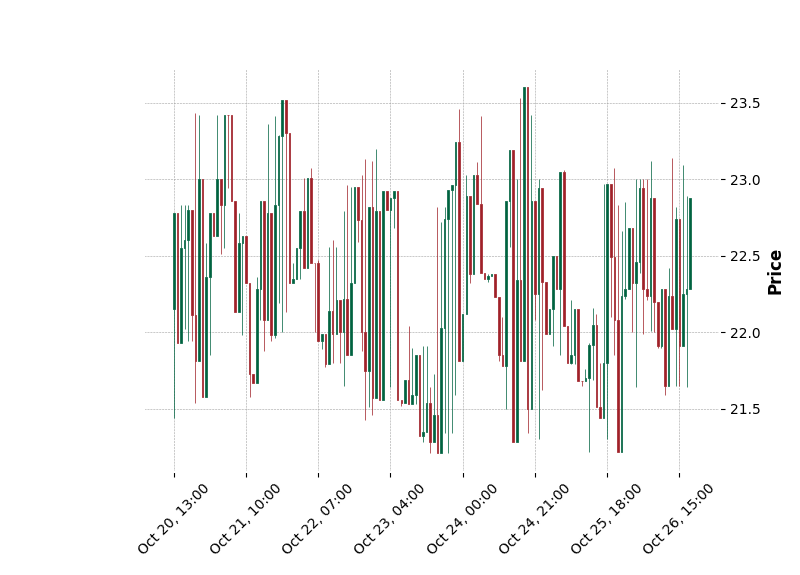 23.5
23.0
22.5
22.0
21.5
Price
Oct 20, 13:00
Oct 21, 10:00
Oct 22, 07:00
Oct 23, 04:00
Oct 24, 00:00
Oct 24, 21:00
Oct 25, 18:00
Oct 26, 15:00